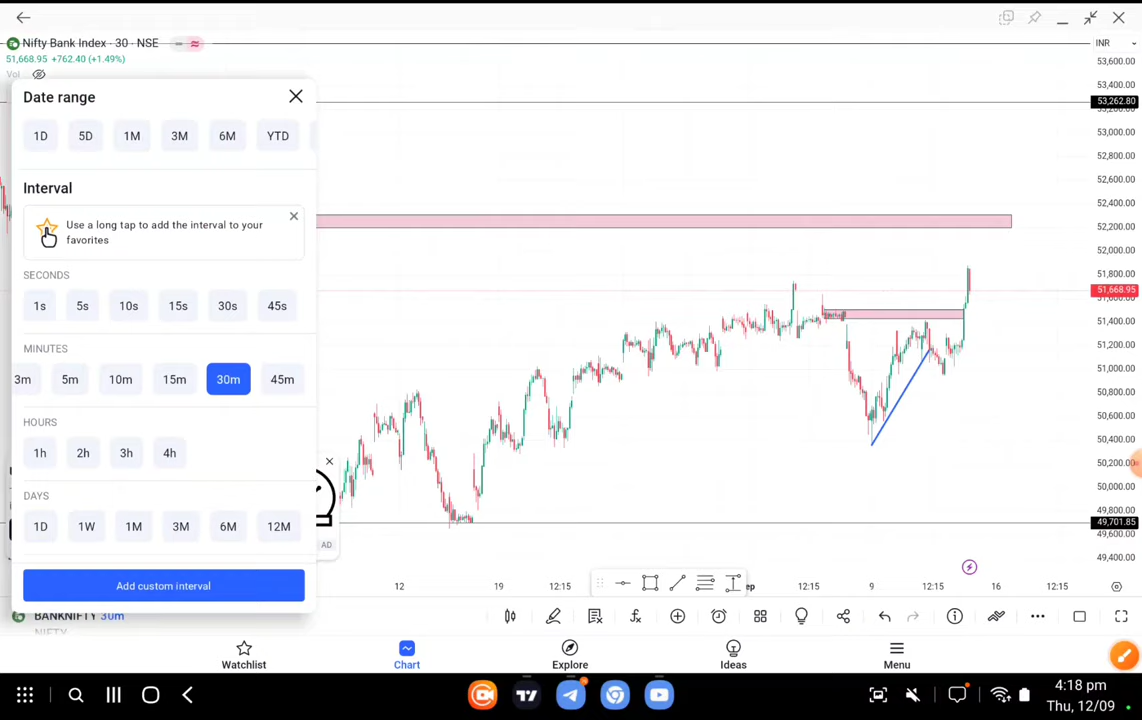 Nifty Bank Index · 30 · NSE
51,668.95 +762.40 (+1.49%)
Vol
INR
Date range
1D 5D 1M 3M 6M YTD
Interval
Use a long tap to add the interval to your
favorites
SECONDS
1s 5s 10s 15s 30s 45s
MINUTES
3m 5m 10m 15m 30m 45m
HOURS
1h 2h 3h 4h
DAYS
1D 1W 1M 3M 6M 12M
Add custom interval
AD
53,600.00
53,400.00
53,262.80
53,200.00
53,000.00
52,800.00
52,600.00
52,400.00
52,200.00
52,000.00
51,800.00
51,668.95
51,600.00
51,400.00
51,200.00
51,000.00
50,800.00
50,600.00
50,400.00
50,200.00
50,000.00
49,800.00
49,701.85
49,600.00
49,400.00
12 19 12:15 ep 12:15 9 12:15 16 12:15
BANKNIFTY 30m
NIFTY
Watchlist Chart Explore Ideas Menu
4:18 pm
Thu, 12/09